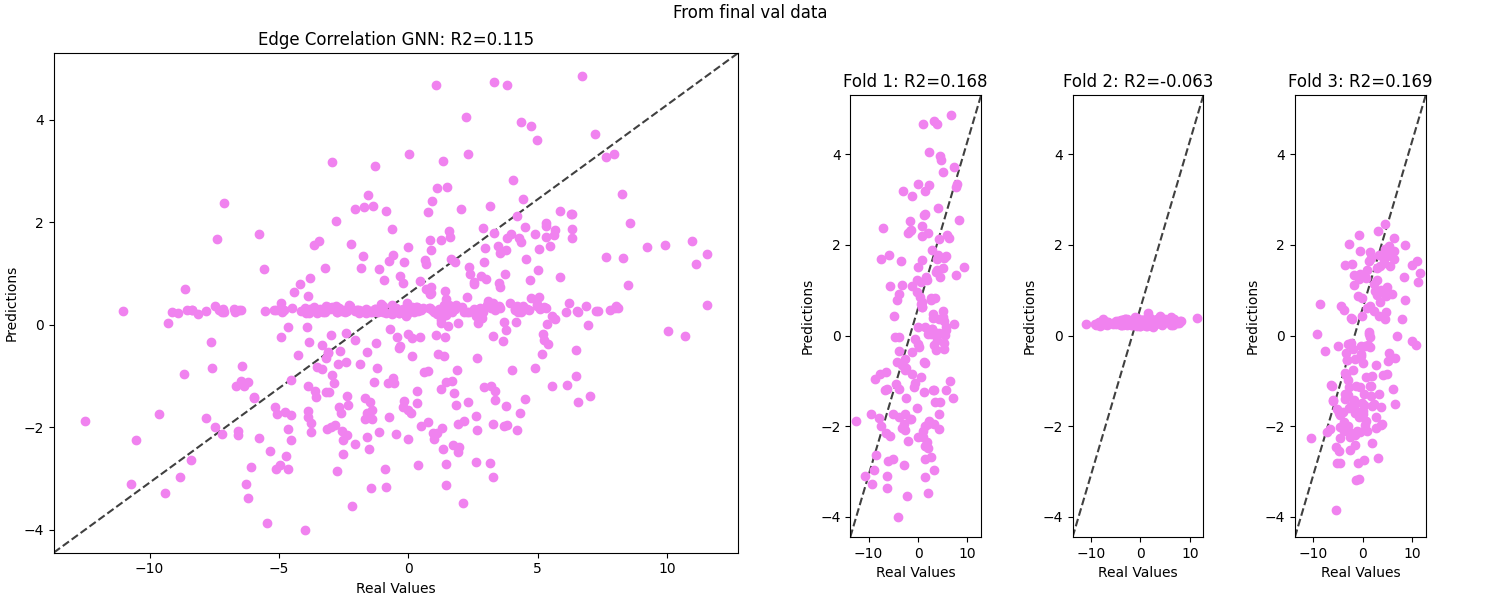 From final val data
Edge Correlation GNN: R2=0.115
4
2
0
−2
−4
Predictions
−10
−5
0
5
10
Real Values
Fold 1: R2=0.168
4
2
0
−2
−4
Predictions
−10
0
10
Real Values
Fold 2: R2=-0.063
4
2
0
−2
−4
Predictions
−10
0
10
Real Values
Fold 3: R2=0.169
4
2
0
−2
−4
Predictions
−10
0
10
Real Values